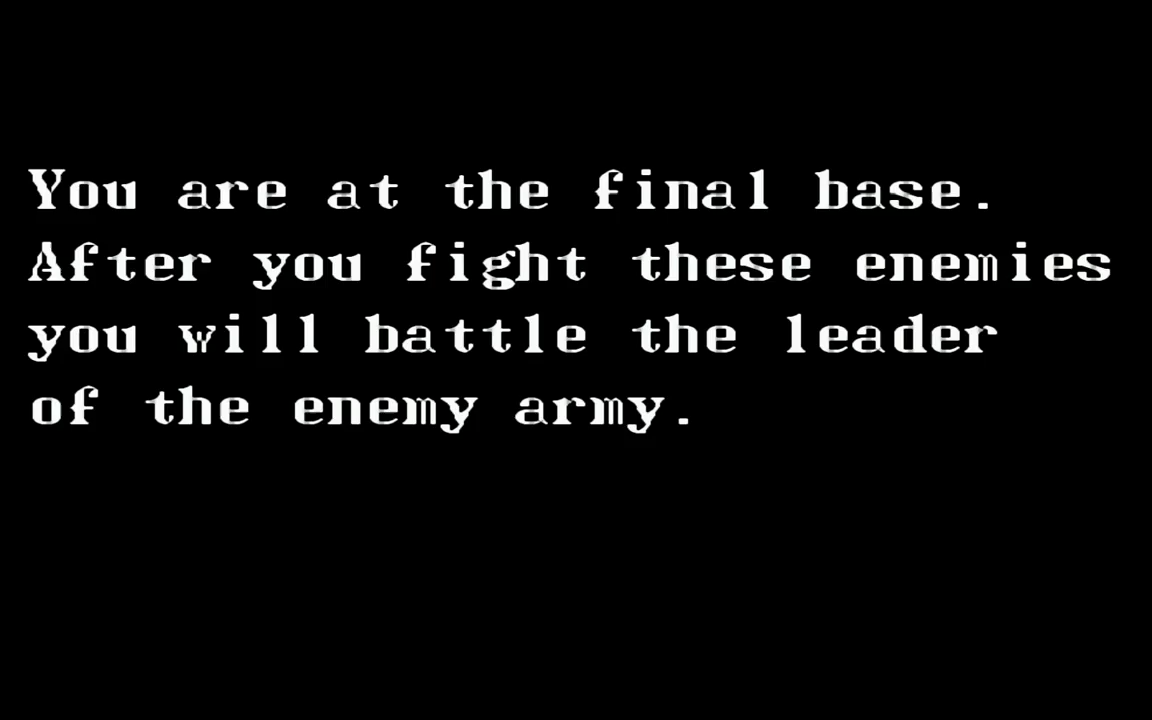 You are at the final base.
After you fight these enemies
you will battle the leader
of the enemy army.